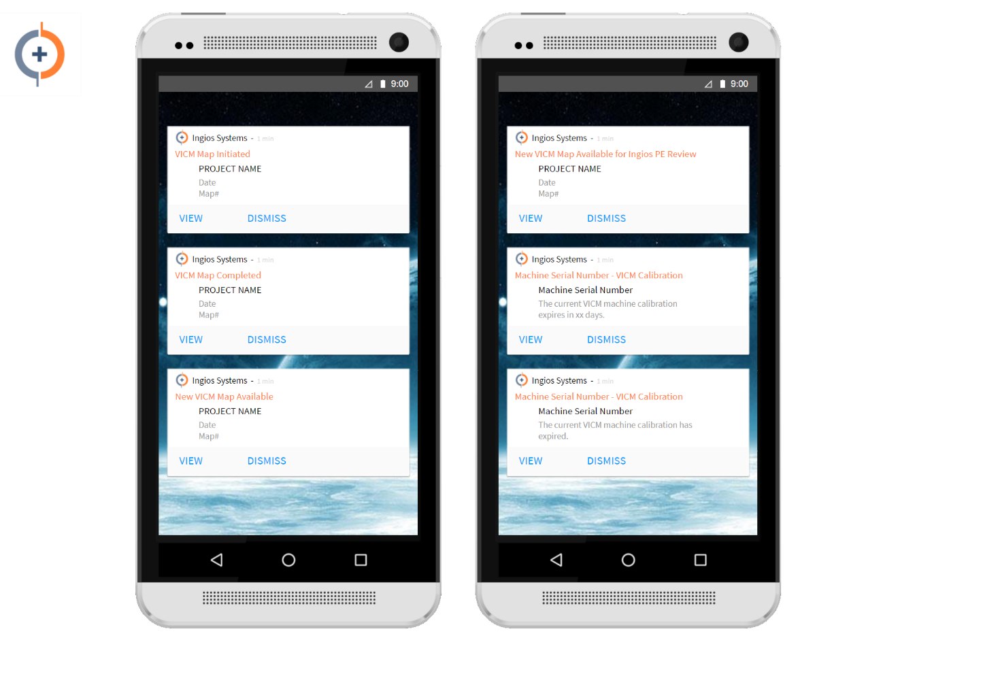 9:00
Ingios Systems - 1 min
VICM Map Initiated
PROJECT NAME
Date
Map#
VIEW DISMISS
Ingios Systems - 1 min
VICM Map Completed
PROJECT NAME
Date
Map#
VIEW DISMISS
Ingios Systems - 1 min
New VICM Map Available
PROJECT NAME
Date
Map#
VIEW DISMISS
9:00
Ingios Systems - 1 min
New VICM Map Available for Ingios PE Review
PROJECT NAME
Date
Map#
VIEW DISMISS
Ingios Systems - 1 min
Machine Serial Number - VICM Calibration
Machine Serial Number
The current VICM machine calibration
expires in xx days.
VIEW DISMISS
Ingios Systems - 1 min
Machine Serial Number - VICM Calibration
Machine Serial Number
The current VICM machine calibration has
expired.
VIEW DISMISS